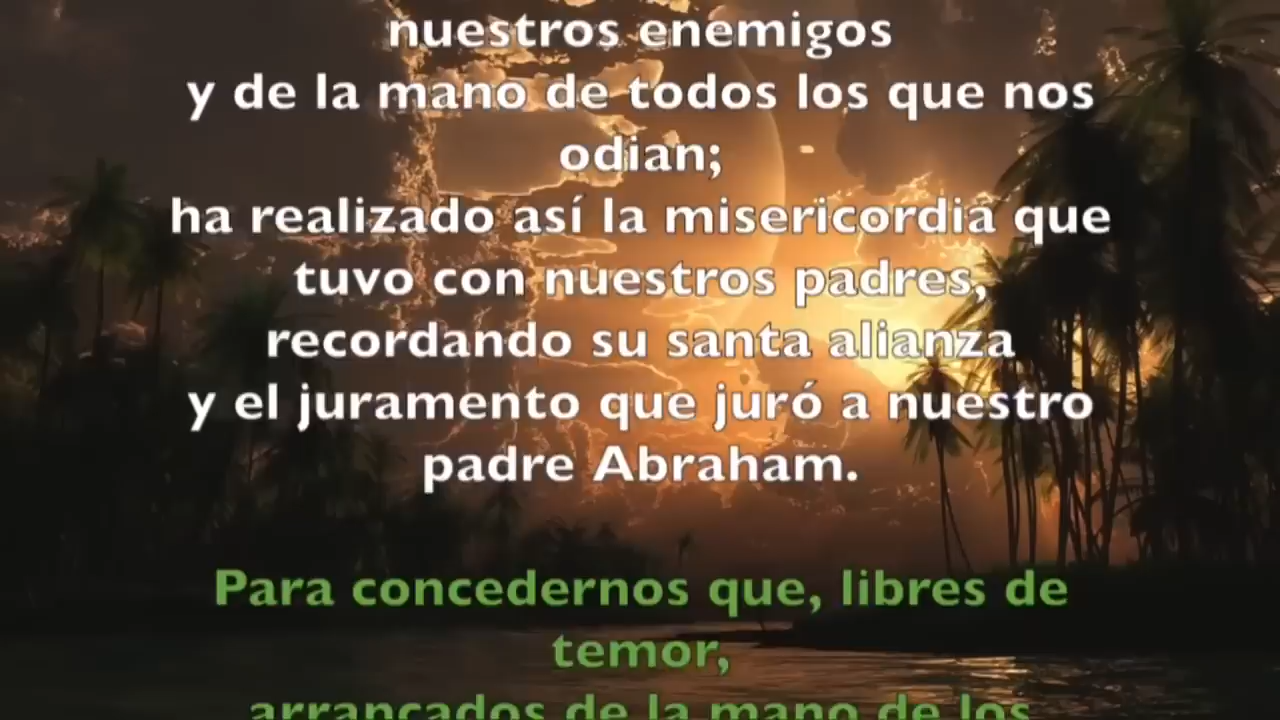 nuestros enemigos
y de la mano de todos los que nos
odian;
ha realizado así la misericordia que
tuvo con nuestros padres,
recordando su santa alianza
y el juramento que juró a nuestro
padre Abraham.
Para concedernos que, libres de
temor,
arrancados de la mano de los